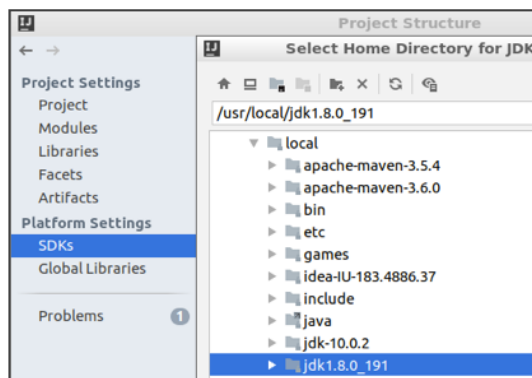 Project Structure
Select Home Directory for JDK
Project Settings
Project
Modules
Libraries
Facets
Artifacts
Platform Settings
SDKs
Global Libraries
Problems
1
/usr/local/jdk1.8.0_191
local
apache-maven-3.5.4
apache-maven-3.6.0
bin
etc
games
idea-IU-183.4886.37
include
java
jdk-10.0.2
jdk1.8.0_191